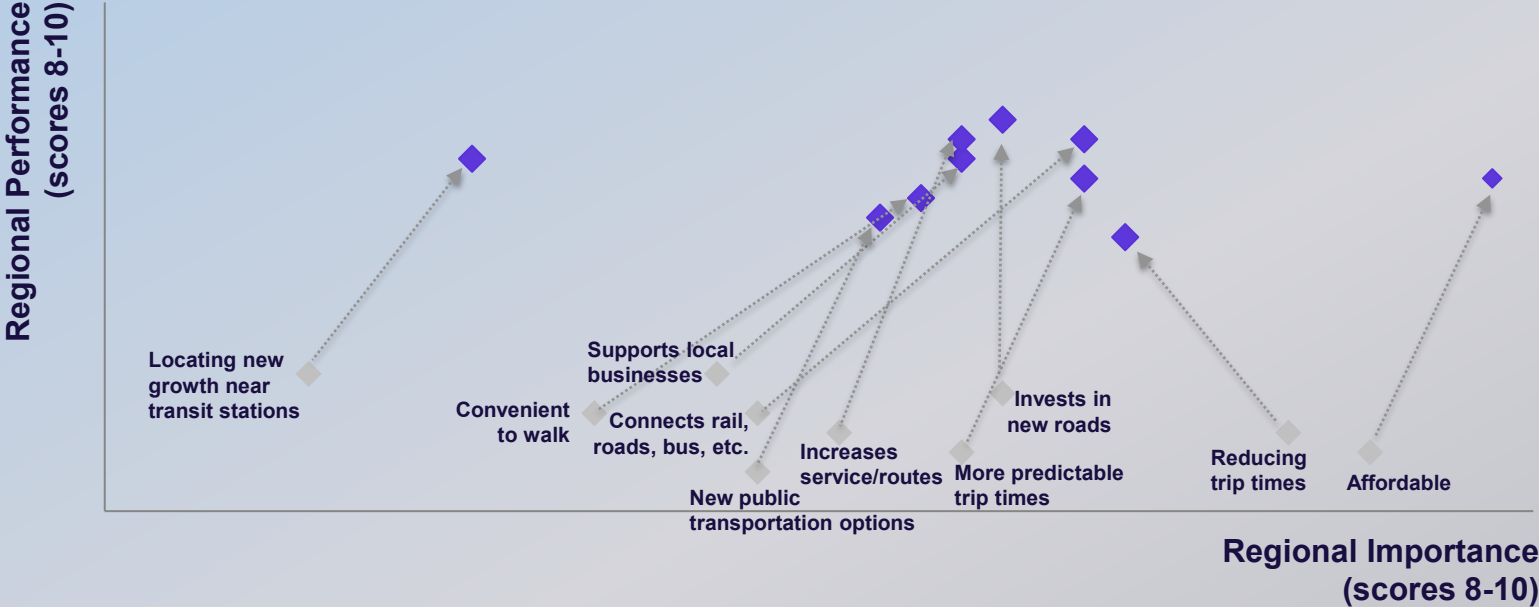 Regional Performance
(scores 8-10)
Locating new
growth near
transit stations
Supports local
businesses
Convenient
to walk
Connects rail,
roads, bus, etc.
New public
transportation options
Increases
service/routes
More predictable
trip times
Invests in
new roads
Reducing
trip times
Affordable
Regional Importance
(scores 8-10)